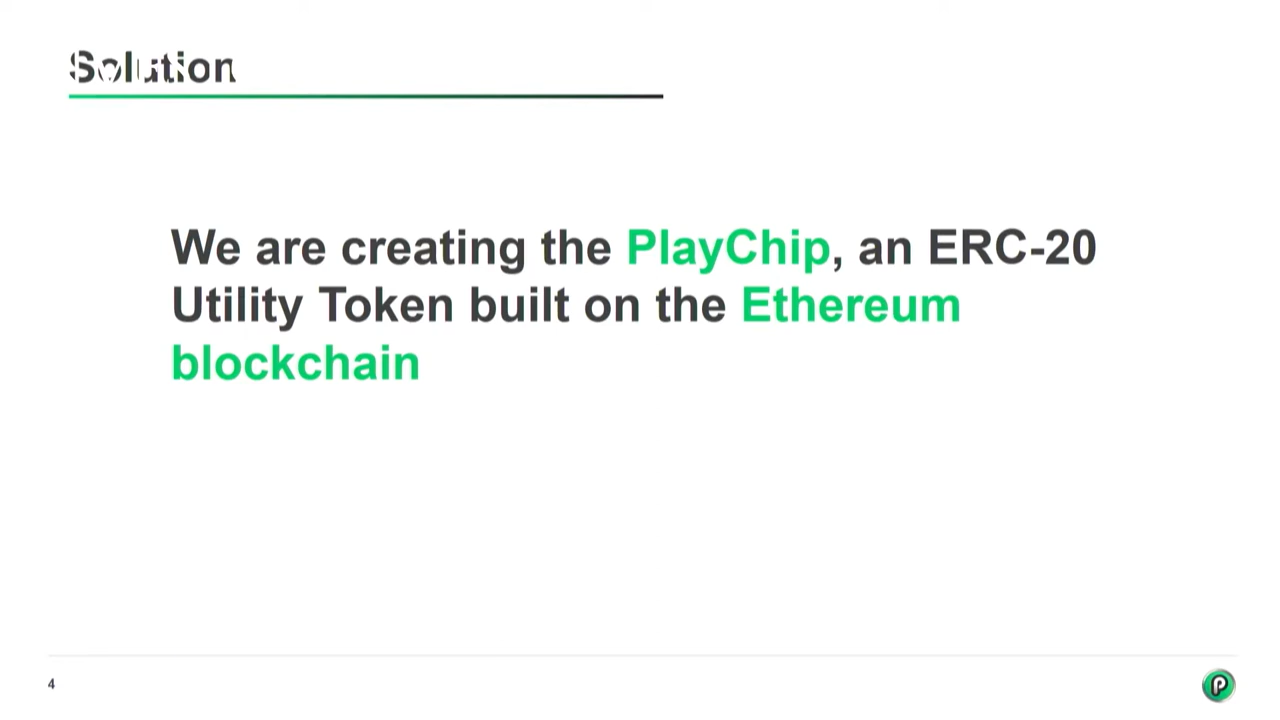 Solution
We are creating the PlayChip, an ERC-20
Utility Token built on the Ethereum
blockchain
4